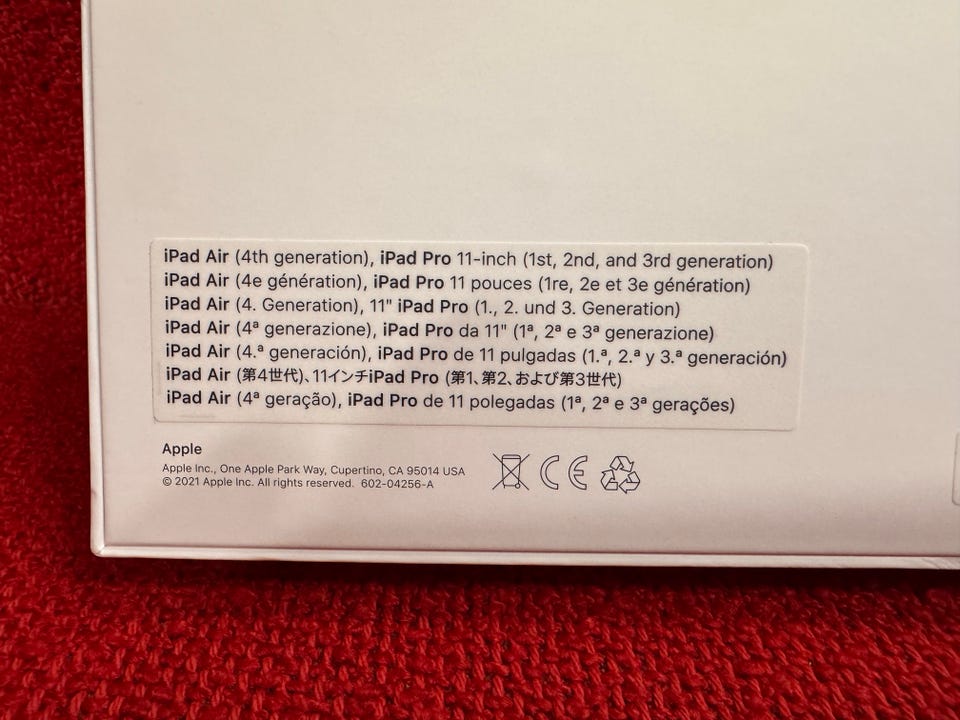 iPad Air (4th generation), iPad Pro 11-inch (1st, 2nd, and 3rd generation)
iPad Air (4e génération), iPad Pro 11 pouces (1re, 2e et 3e génération)
iPad Air (4. Generation), 11" iPad Pro (1., 2. und 3. Generation)
iPad Air (4ª generazione), iPad Pro da 11" (1ª, 2ª e 3ª generazione)
iPad Air (4.ª generación), iPad Pro de 11 pulgadas (1.ª, 2.ª y 3.ª generación)
iPad Air (第4世代)、11インチiPad Pro (第1、第2、および第3世代)
iPad Air (4ª geração), iPad Pro de 11 polegadas (1ª, 2ª e 3ª gerações)
Apple
Apple Inc., One Apple Park Way, Cupertino, CA 95014 USA
© 2021 Apple Inc. All rights reserved. 602-04256-A
CE